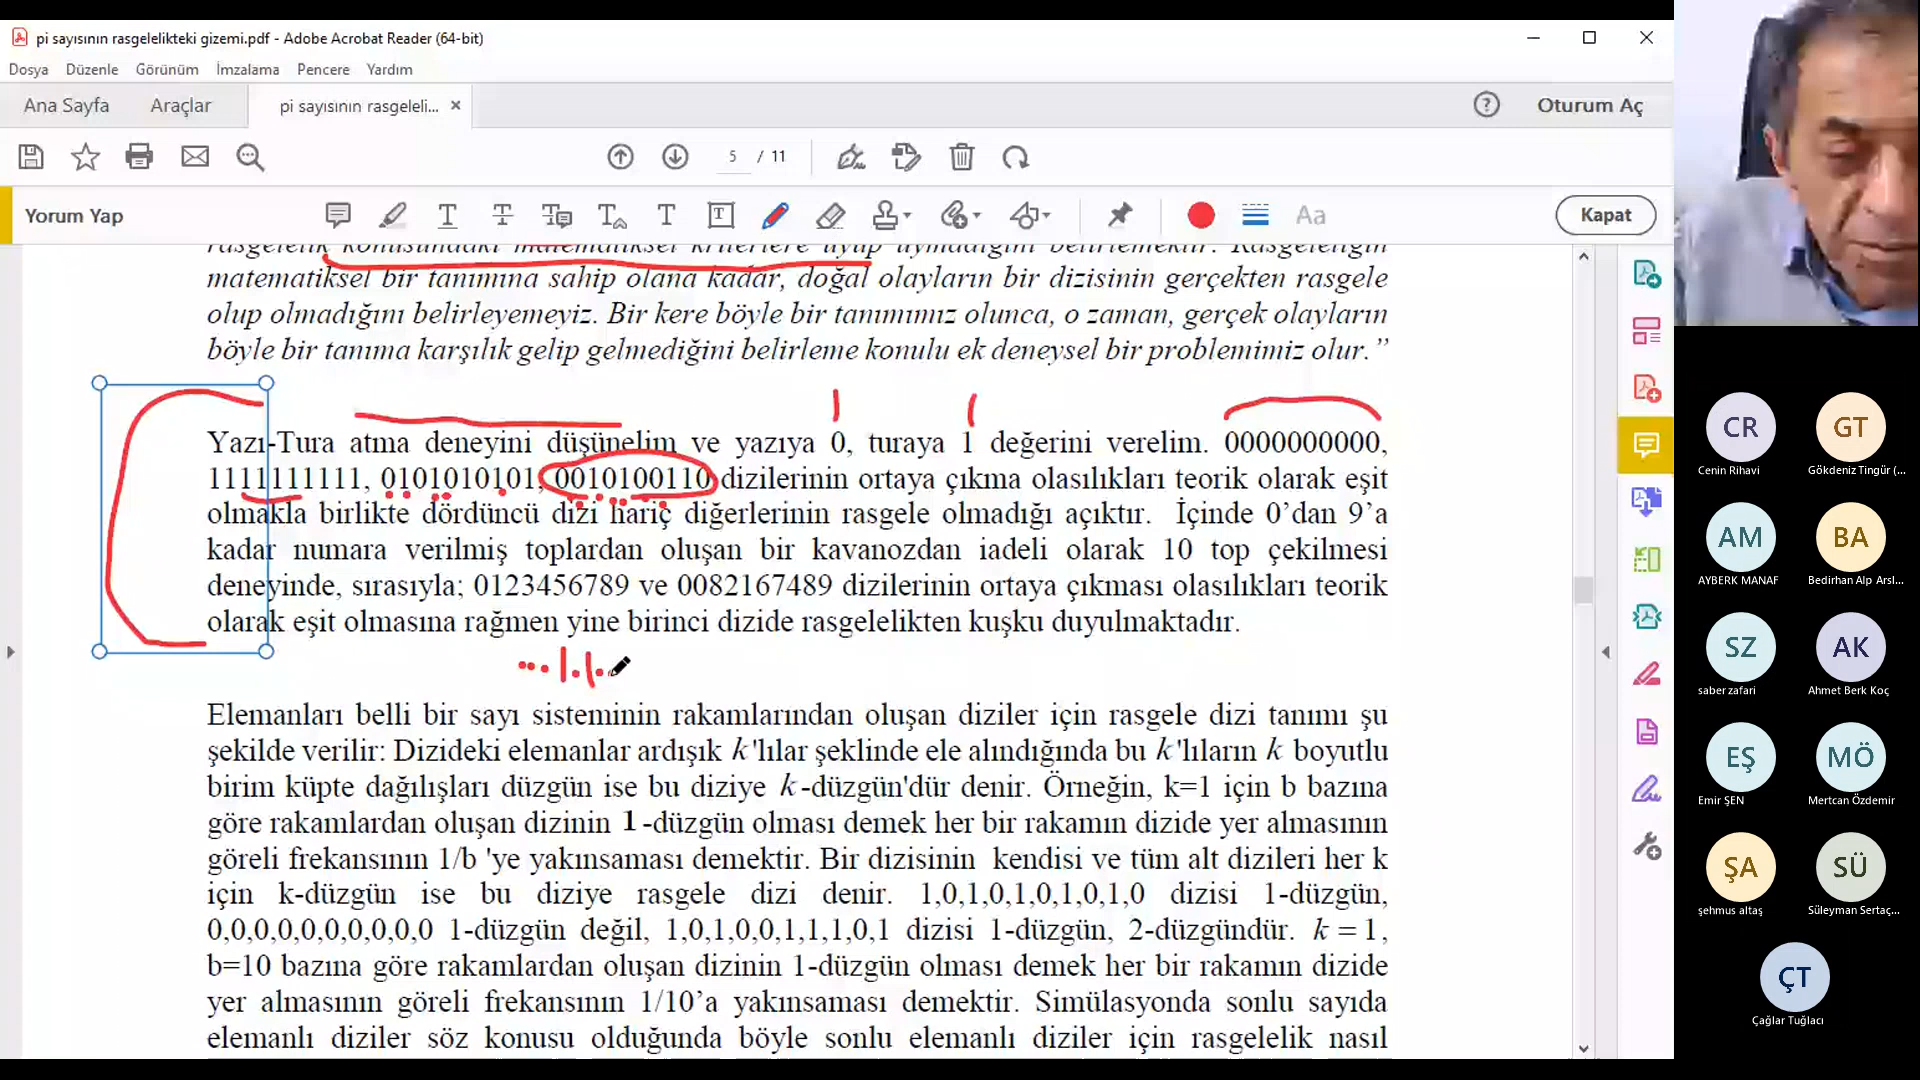 pi sayısının rasgelelikteki gizemi.pdf - Adobe Acrobat Reader (64-bit)
Dosya Düzenle Görünüm İmzalama Pencere Yardım
Ana Sayfa Araçlar pi sayısının rasgeleli... × Oturum Aç
5 / 11
Yorum Yap Aa Kapat
rasgelelik konusundaki matematiksel kriterlere uyup uymadığını belirlemektir. Rasgeleliğin
matematiksel bir tanımına sahip olana kadar, doğal olayların bir dizisinin gerçekten rasgele
olup olmadığını belirleyemeyiz. Bir kere böyle bir tanımımız olunca, o zaman, gerçek olayların
böyle bir tanıma karşılık gelip gelmediğini belirleme konulu ek deneysel bir problemimiz olur.”
Yazı-Tura atma deneyini düşünelim ve yazıya 0, turaya 1 değerini verelim. 0000000000,
1111111111, 0101010101, 0010100110 dizilerinin ortaya çıkma olasılıkları teorik olarak eşit
olmakla birlikte dördüncü dizi hariç diğerlerinin rasgele olmadığı açıktır. İçinde 0’dan 9’a
kadar numara verilmiş toplardan oluşan bir kavanozdan iadeli olarak 10 top çekilmesi
deneyinde, sırasıyla; 0123456789 ve 0082167489 dizilerinin ortaya çıkması olasılıkları teorik
olarak eşit olmasına rağmen yine birinci dizide rasgelelikten kuşku duyulmaktadır.
Elemanları belli bir sayı sisteminin rakamlarından oluşan diziler için rasgele dizi tanımı şu
şekilde verilir: Dizideki elemanlar ardışık k'lılar şeklinde ele alındığında bu k'lıların k boyutlu
birim küpte dağılışları düzgün ise bu diziye k-düzgün'dür denir. Örneğin, k=1 için b bazına
göre rakamlardan oluşan dizinin 1-düzgün olması demek her bir rakamın dizide yer almasının
göreli frekansının 1/b 'ye yakınsaması demektir. Bir dizisinin kendisi ve tüm alt dizileri her k
için k-düzgün ise bu diziye rasgele dizi denir. 1,0,1,0,1,0,1,0,1,0 dizisi 1-düzgün,
0,0,0,0,0,0,0,0,0,0 1-düzgün değil, 1,0,1,0,0,1,1,1,0,1 dizisi 1-düzgün, 2-düzgündür. k = 1,
b=10 bazına göre rakamlardan oluşan dizinin 1-düzgün olması demek her bir rakamın dizide
yer almasının göreli frekansının 1/10’a yakınsaması demektir. Simülasyonda sonlu sayıda
elemanlı diziler söz konusu olduğunda böyle sonlu elemanlı diziler için rasgelelik nasıl
CR GT
Cenin Rihavi Gökdeniz Tingür (...
AM BA
AYBERK MANAF Bedirhan Alp Arsl...
SZ AK
saber zafari Ahmet Berk Koç
EŞ MÖ
Emir ŞEN Mertcan Özdemir
ŞA SÜ
şehmus altaş Süleyman Sertaç...
ÇT
Çağlar Tuğlacı